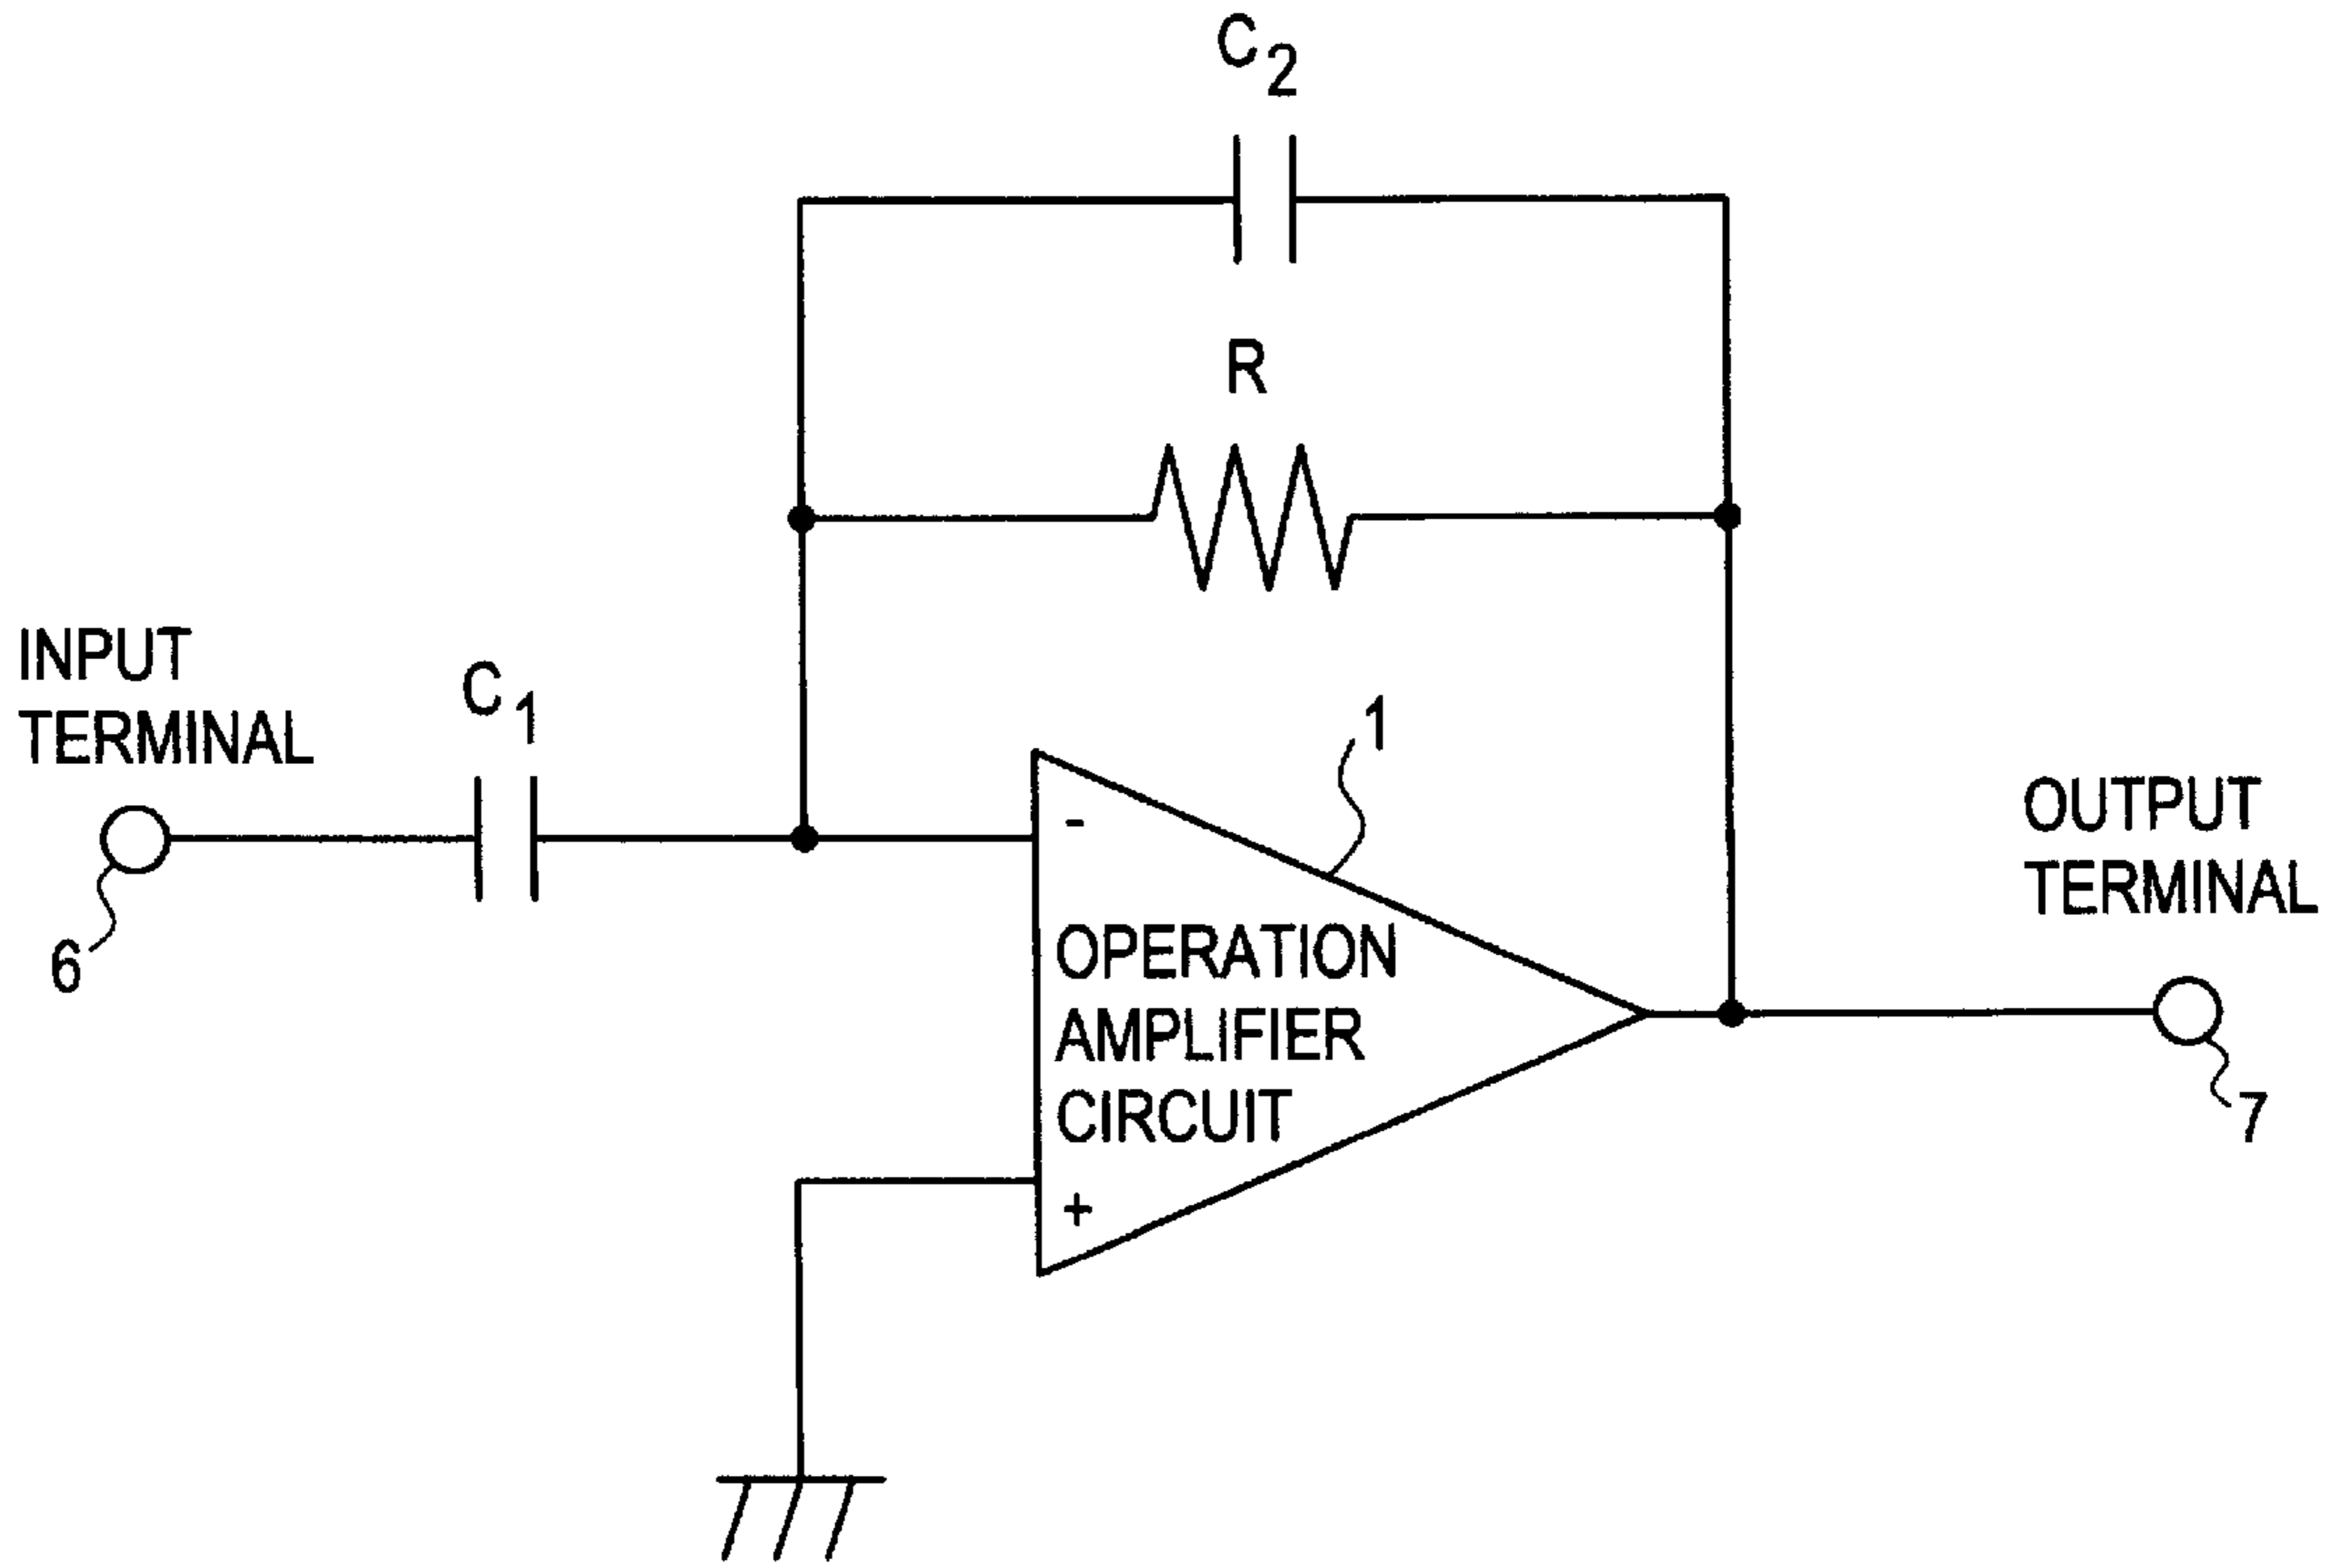 C2
R
INPUT
TERMINAL
C1
1
-
OPERATION
AMPLIFIER
CIRCUIT
+
OUTPUT
TERMINAL
6
7